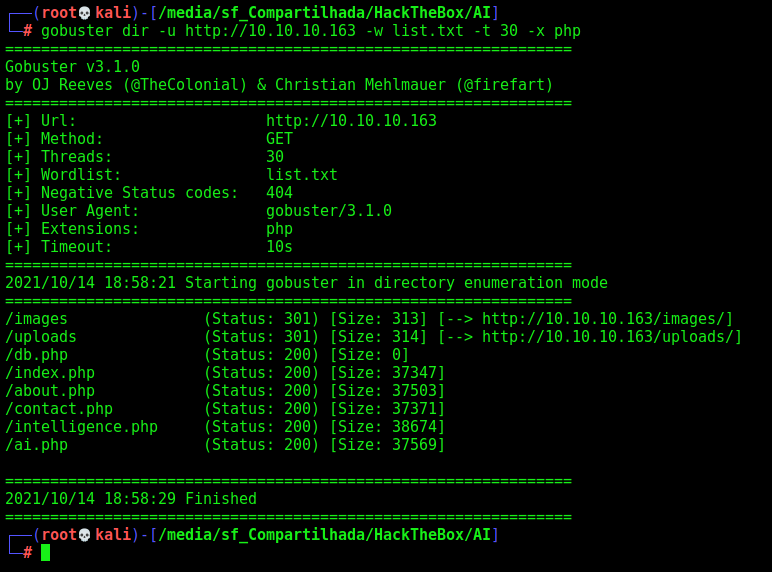 ┌──(root💀kali)-[/media/sf_Compartilhada/HackTheBox/AI]
└─# gobuster dir -u http://10.10.10.163 -w list.txt -t 30 -x php
===============================================================
Gobuster v3.1.0
by OJ Reeves (@TheColonial) & Christian Mehlmauer (@firefart)
===============================================================
[+] Url:                     http://10.10.10.163
[+] Method:                  GET
[+] Threads:                 30
[+] Wordlist:                list.txt
[+] Negative Status codes:   404
[+] User Agent:              gobuster/3.1.0
[+] Extensions:              php
[+] Timeout:                 10s
===============================================================
2021/10/14 18:58:21 Starting gobuster in directory enumeration mode
===============================================================
/images               (Status: 301) [Size: 313] [--> http://10.10.10.163/images/]
/uploads              (Status: 301) [Size: 314] [--> http://10.10.10.163/uploads/]
/db.php               (Status: 200) [Size: 0]
/index.php            (Status: 200) [Size: 37347]
/about.php            (Status: 200) [Size: 37503]
/contact.php          (Status: 200) [Size: 37371]
/intelligence.php     (Status: 200) [Size: 38674]
/ai.php               (Status: 200) [Size: 37569]
===============================================================
2021/10/14 18:58:29 Finished
===============================================================
┌──(root💀kali)-[/media/sf_Compartilhada/HackTheBox/AI]
└─#